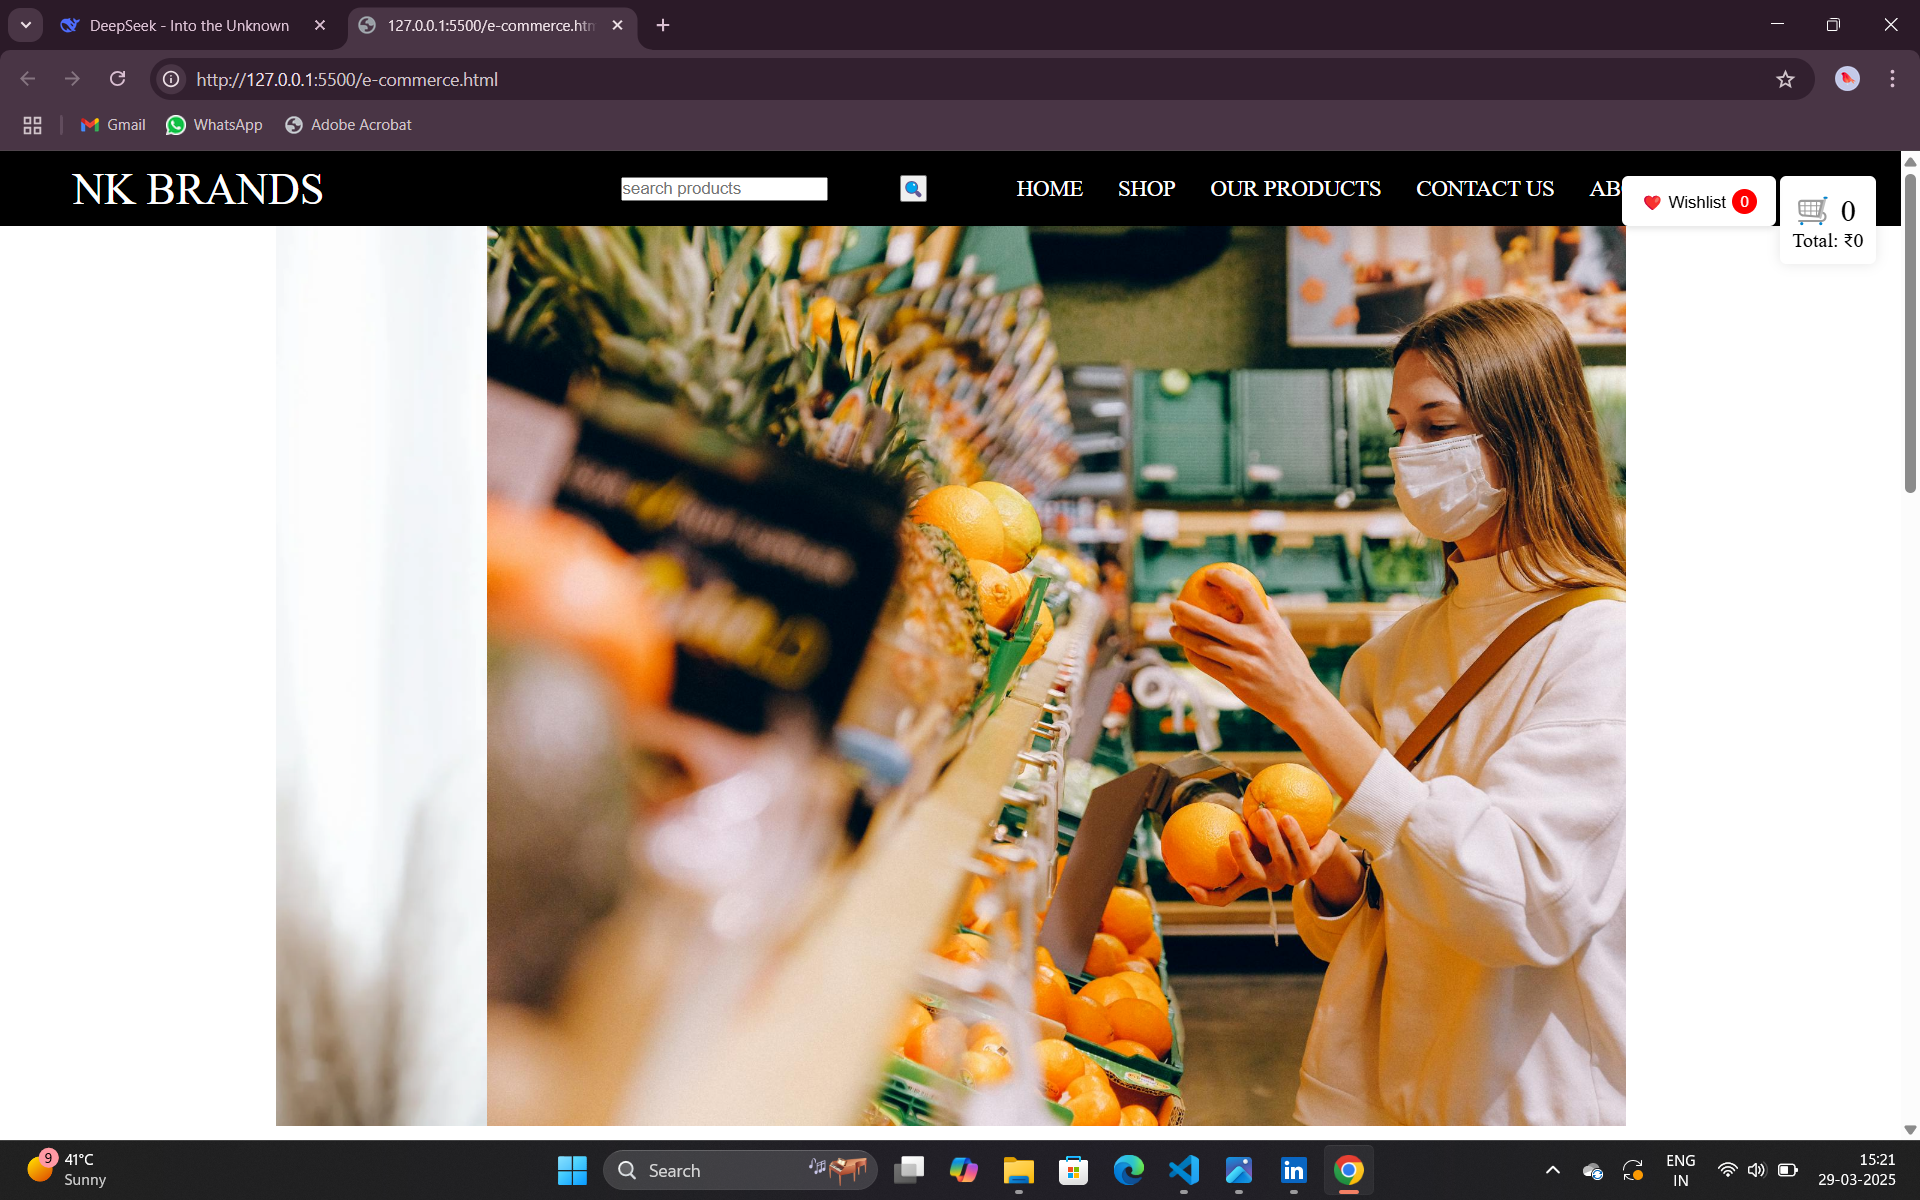 DeepSeek - Into the Unknown
127.0.0.1:5500/e-commerce.htm
http://127.0.0.1:5500/e-commerce.html
Gmail
WhatsApp
Adobe Acrobat
NK BRANDS
search products
HOME
SHOP
OUR PRODUCTS
CONTACT US
AB
Wishlist 0
0
Total: ₹0
9
41°C
Sunny
Search
ENG
IN
15:21
29-03-2025